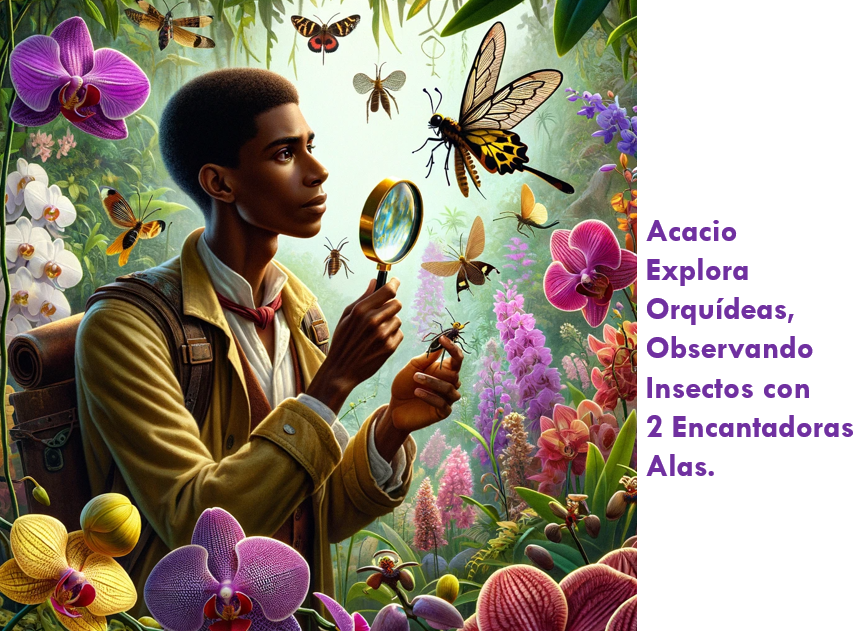 Acacio
Explora
Orquídeas,
Observando
Insectos con
2 Encantadoras
Alas.